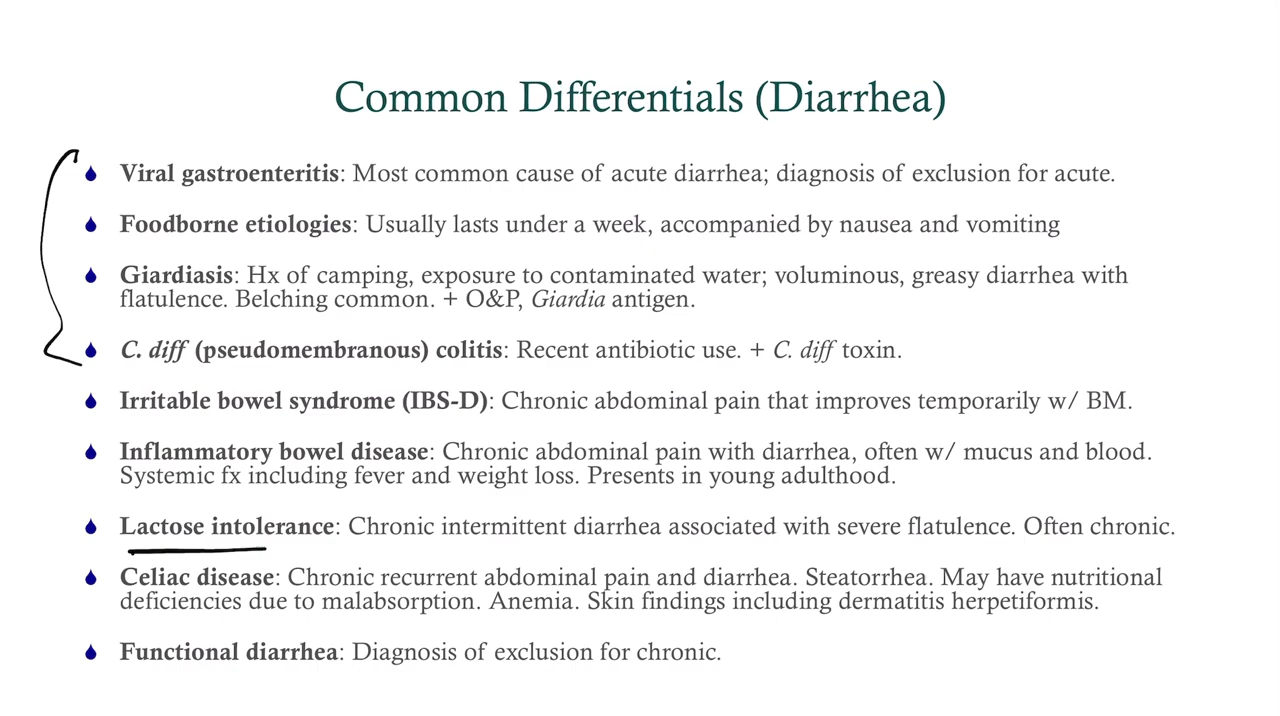 Common Differentials (Diarrhea)
Viral gastroenteritis: Most common cause of acute diarrhea; diagnosis of exclusion for acute.
Foodborne etiologies: Usually lasts under a week, accompanied by nausea and vomiting
Giardiasis: Hx of camping, exposure to contaminated water; voluminous, greasy diarrhea with
flatulence. Belching common. + O&P, Giardia antigen.
C. diff (pseudomembranous) colitis: Recent antibiotic use. + C. diff toxin.
Irritable bowel syndrome (IBS-D): Chronic abdominal pain that improves temporarily w/ BM.
Inflammatory bowel disease: Chronic abdominal pain with diarrhea, often w/ mucus and blood.
Systemic fx including fever and weight loss. Presents in young adulthood.
Lactose intolerance: Chronic intermittent diarrhea associated with severe flatulence. Often chronic.
Celiac disease: Chronic recurrent abdominal pain and diarrhea. Steatorrhea. May have nutritional
deficiencies due to malabsorption. Anemia. Skin findings including dermatitis herpetiformis.
Functional diarrhea: Diagnosis of exclusion for chronic.